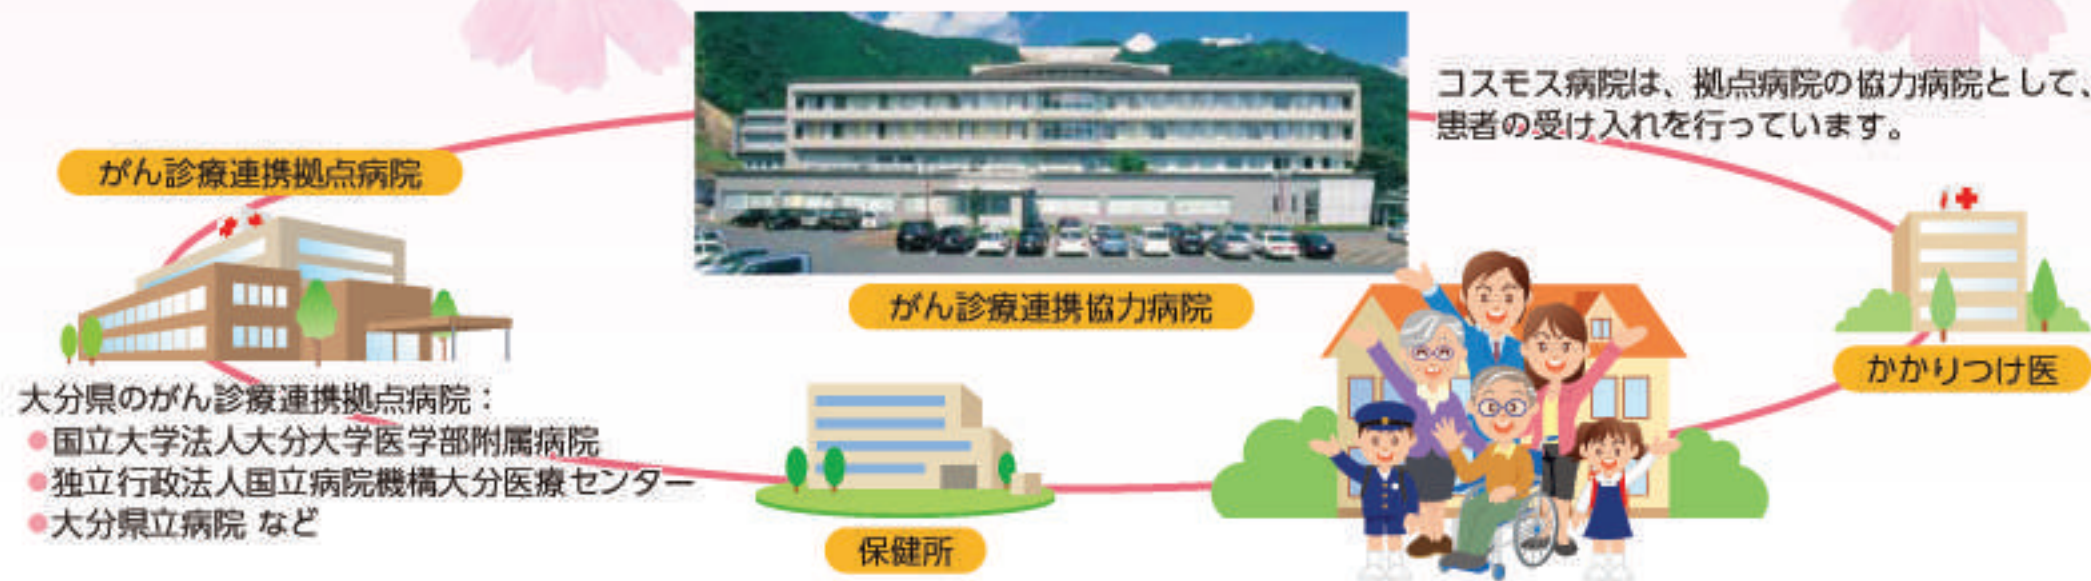 コスモス病院は、拠点病院の協力病院として、
患者の受け入れを行っています。
がん診療連携拠点病院
がん診療連携協力病院
かかりつけ医
大分県のがん診療連携拠点病院：
●国立大学法人大分大学医学部附属病院
●独立行政法人国立病院機構大分医療センター
●大分県立病院 など
保健所